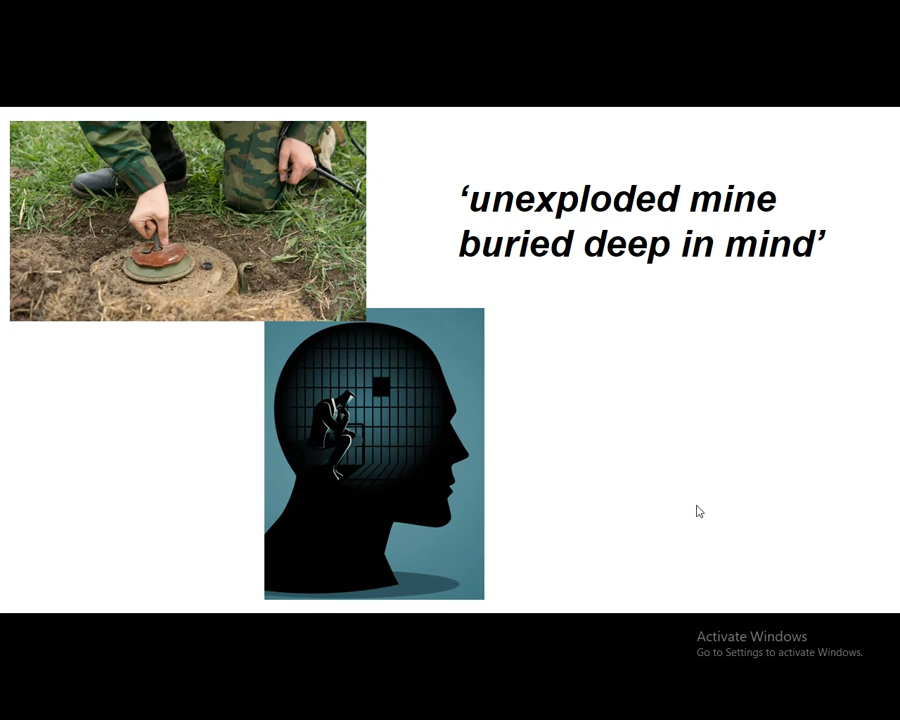 ‘unexploded mine
buried deep in mind’
Activate Windows
Go to Settings to activate Windows.